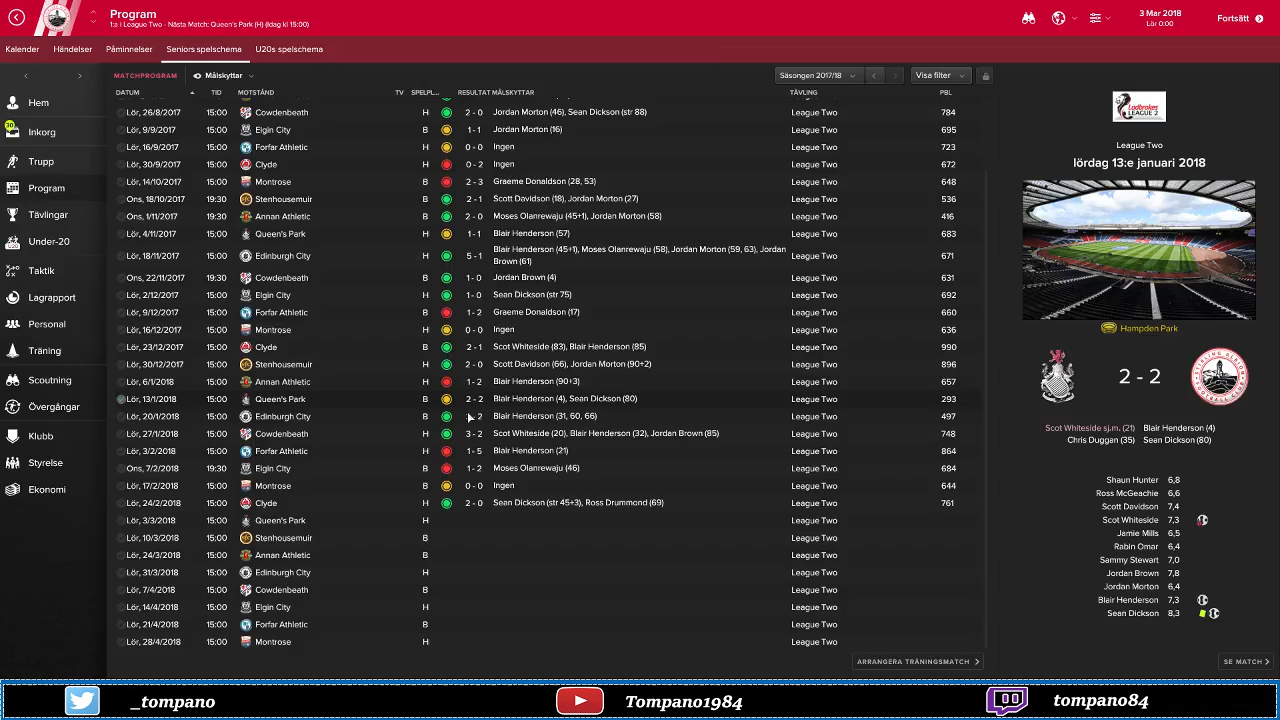 Program
1:a i League Two - Nästa Match: Queen's Park (H) (Idag kl 15:00)
3 Mar 2018
Lör 0:00
Fortsätt
Kalender Händelser Påminnelser Seniors spelschema U20s spelschema
MATCHPROGRAM Målskyttar Säsongen 2017/18 Visa filter
DATUM TID MOTSTÅND TV SPELPL... RESULTAT MÅLSKYTTAR TÄVLING PBL
Lör, 26/8/2017 15:00 Cowdenbeath H 2 - 0 Jordan Morton (46), Sean Dickson (str 88) League Two 784
Lör, 9/9/2017 15:00 Elgin City B 1 - 1 Jordan Morton (16) League Two 695
Lör, 16/9/2017 15:00 Forfar Athletic H 0 - 0 Ingen League Two 723
Lör, 30/9/2017 15:00 Clyde H 0 - 2 Ingen League Two 672
Lör, 14/10/2017 15:00 Montrose B 2 - 3 Graeme Donaldson (28, 53) League Two 648
Ons, 18/10/2017 19:30 Stenhousemuir B 2 - 1 Scott Davidson (18), Jordan Morton (27) League Two 536
Ons, 1/11/2017 19:30 Annan Athletic B 2 - 0 Moses Olanrewaju (45+1), Jordan Morton (58) League Two 416
Lör, 4/11/2017 15:00 Queen's Park H 1 - 1 Blair Henderson (57) League Two 683
Lör, 18/11/2017 15:00 Edinburgh City H 5 - 1 Blair Henderson (45+1), Moses Olanrewaju (58), Jordan Morton (59, 63), Jordan Brown (61) League Two 671
Ons, 22/11/2017 19:30 Cowdenbeath B 1 - 0 Jordan Brown (4) League Two 631
Lör, 2/12/2017 15:00 Elgin City H 1 - 0 Sean Dickson (str 75) League Two 692
Lör, 9/12/2017 15:00 Forfar Athletic B 1 - 2 Graeme Donaldson (17) League Two 660
Lör, 16/12/2017 15:00 Montrose H 0 - 0 Ingen League Two 636
Lör, 23/12/2017 15:00 Clyde B 2 - 1 Scot Whiteside (83), Blair Henderson (85) League Two 990
Lör, 30/12/2017 15:00 Stenhousemuir H 2 - 0 Scott Davidson (66), Jordan Morton (90+2) League Two 896
Lör, 6/1/2018 15:00 Annan Athletic H 1 - 2 Blair Henderson (90+3) League Two 657
Lör, 13/1/2018 15:00 Queen's Park B 2 - 2 Blair Henderson (4), Sean Dickson (80) League Two 293
Lör, 20/1/2018 15:00 Edinburgh City B 2 Blair Henderson (31, 60, 66) League Two 497
Lör, 27/1/2018 15:00 Cowdenbeath H 3 - 2 Scot Whiteside (20), Blair Henderson (32), Jordan Brown (85) League Two 748
Lör, 3/2/2018 15:00 Forfar Athletic H 1 - 5 Blair Henderson (21) League Two 864
Ons, 7/2/2018 19:30 Elgin City B 1 - 2 Moses Olanrewaju (46) League Two 684
Lör, 17/2/2018 15:00 Montrose B 0 - 0 Ingen League Two 644
Lör, 24/2/2018 15:00 Clyde H 2 - 0 Sean Dickson (str 45+3), Ross Drummond (69) League Two 761
Lör, 3/3/2018 15:00 Queen's Park H League Two
Lör, 10/3/2018 15:00 Stenhousemuir B League Two
Lör, 24/3/2018 15:00 Annan Athletic B League Two
Lör, 31/3/2018 15:00 Edinburgh City H League Two
Lör, 7/4/2018 15:00 Cowdenbeath B League Two
Lör, 14/4/2018 15:00 Elgin City H League Two
Lör, 21/4/2018 15:00 Forfar Athletic B League Two
Lör, 28/4/2018 15:00 Montrose H League Two
ARRANGERA TRÄNINGSMATCH
30
Hem
Inkorg
Trupp
Program
Tävlingar
Under-20
Taktik
Lagrapport
Personal
Träning
Scoutning
Övergångar
Klubb
Styrelse
Ekonomi
Ladbrokes
LEAGUE 2
League Two
lördag 13:e januari 2018
Hampden Park
2 - 2
Scot Whiteside sj.m. (21) Blair Henderson (4)
Chris Duggan (35) Sean Dickson (80)
Shaun Hunter 6,8
Ross McGeachie 6,6
Scott Davidson 7,4
Scot Whiteside 7,3
Jamie Mills 6,5
Rabin Omar 6,4
Sammy Stewart 7,0
Jordan Brown 7,8
Jordan Morton 6,4
Blair Henderson 7,3
Sean Dickson 8,3
SE MATCH
_tompano Tompano1984 tompano84